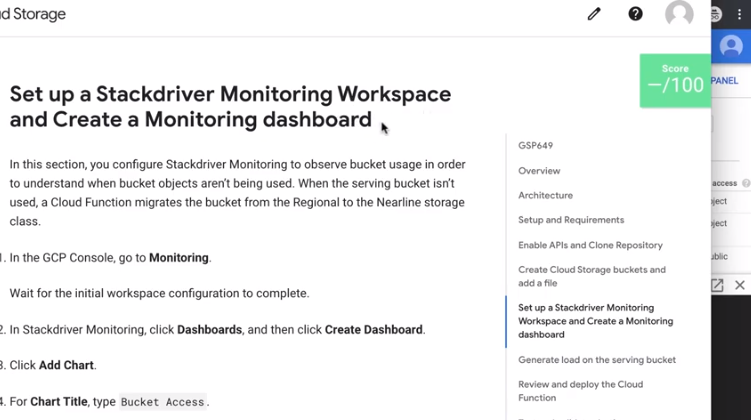 d Storage
Score
–/100
PANEL
Set up a Stackdriver Monitoring Workspace
and Create a Monitoring dashboard
In this section, you configure Stackdriver Monitoring to observe bucket usage in order
to understand when bucket objects aren't being used. When the serving bucket isn't
used, a Cloud Function migrates the bucket from the Regional to the Nearline storage
class.
1. In the GCP Console, go to Monitoring.
Wait for the initial workspace configuration to complete.
2. In Stackdriver Monitoring, click Dashboards, and then click Create Dashboard.
3. Click Add Chart.
4. For Chart Title, type Bucket Access.
GSP649
Overview
Architecture
Setup and Requirements
Enable APIs and Clone Repository
Create Cloud Storage buckets and
add a file
Set up a Stackdriver Monitoring
Workspace and Create a Monitoring
dashboard
Generate load on the serving bucket
Review and deploy the Cloud
Function
access
ject
ject
ublic